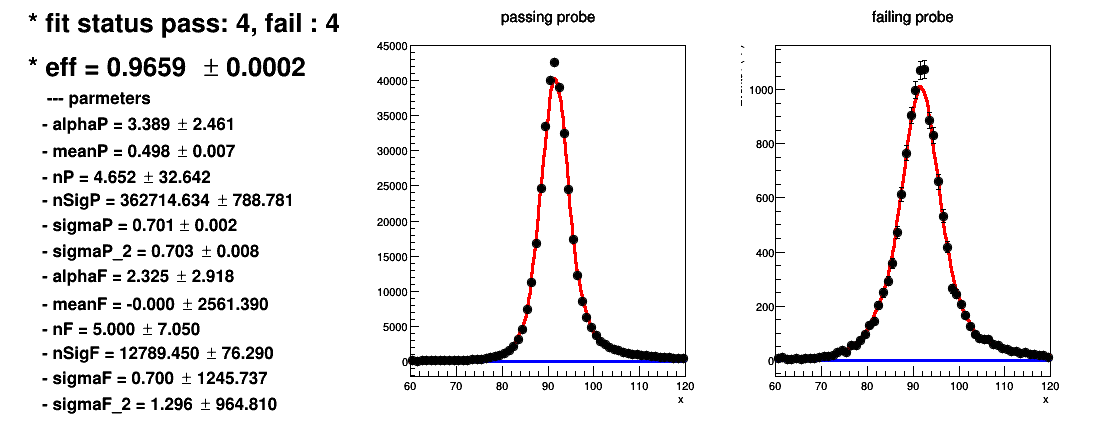 * fit status pass: 4, fail : 4
* eff = 0.9659 ± 0.0002
--- parmeters
- alphaP = 3.389 ± 2.461
- meanP = 0.498 ± 0.007
- nP = 4.652 ± 32.642
- nSigP = 362714.634 ± 788.781
- sigmaP = 0.701 ± 0.002
- sigmaP_2 = 0.703 ± 0.008
- alphaF = 2.325 ± 2.918
- meanF = -0.000 ± 2561.390
- nF = 5.000 ± 7.050
- nSigF = 12789.450 ± 76.290
- sigmaF = 0.700 ± 1245.737
- sigmaF_2 = 1.296 ± 964.810
passing probe
45000
40000
35000
30000
25000
20000
15000
10000
5000
0
60 70 80 90 100 110 120
x
failing probe
1000
800
600
400
200
0
60 70 80 90 100 110 120
x